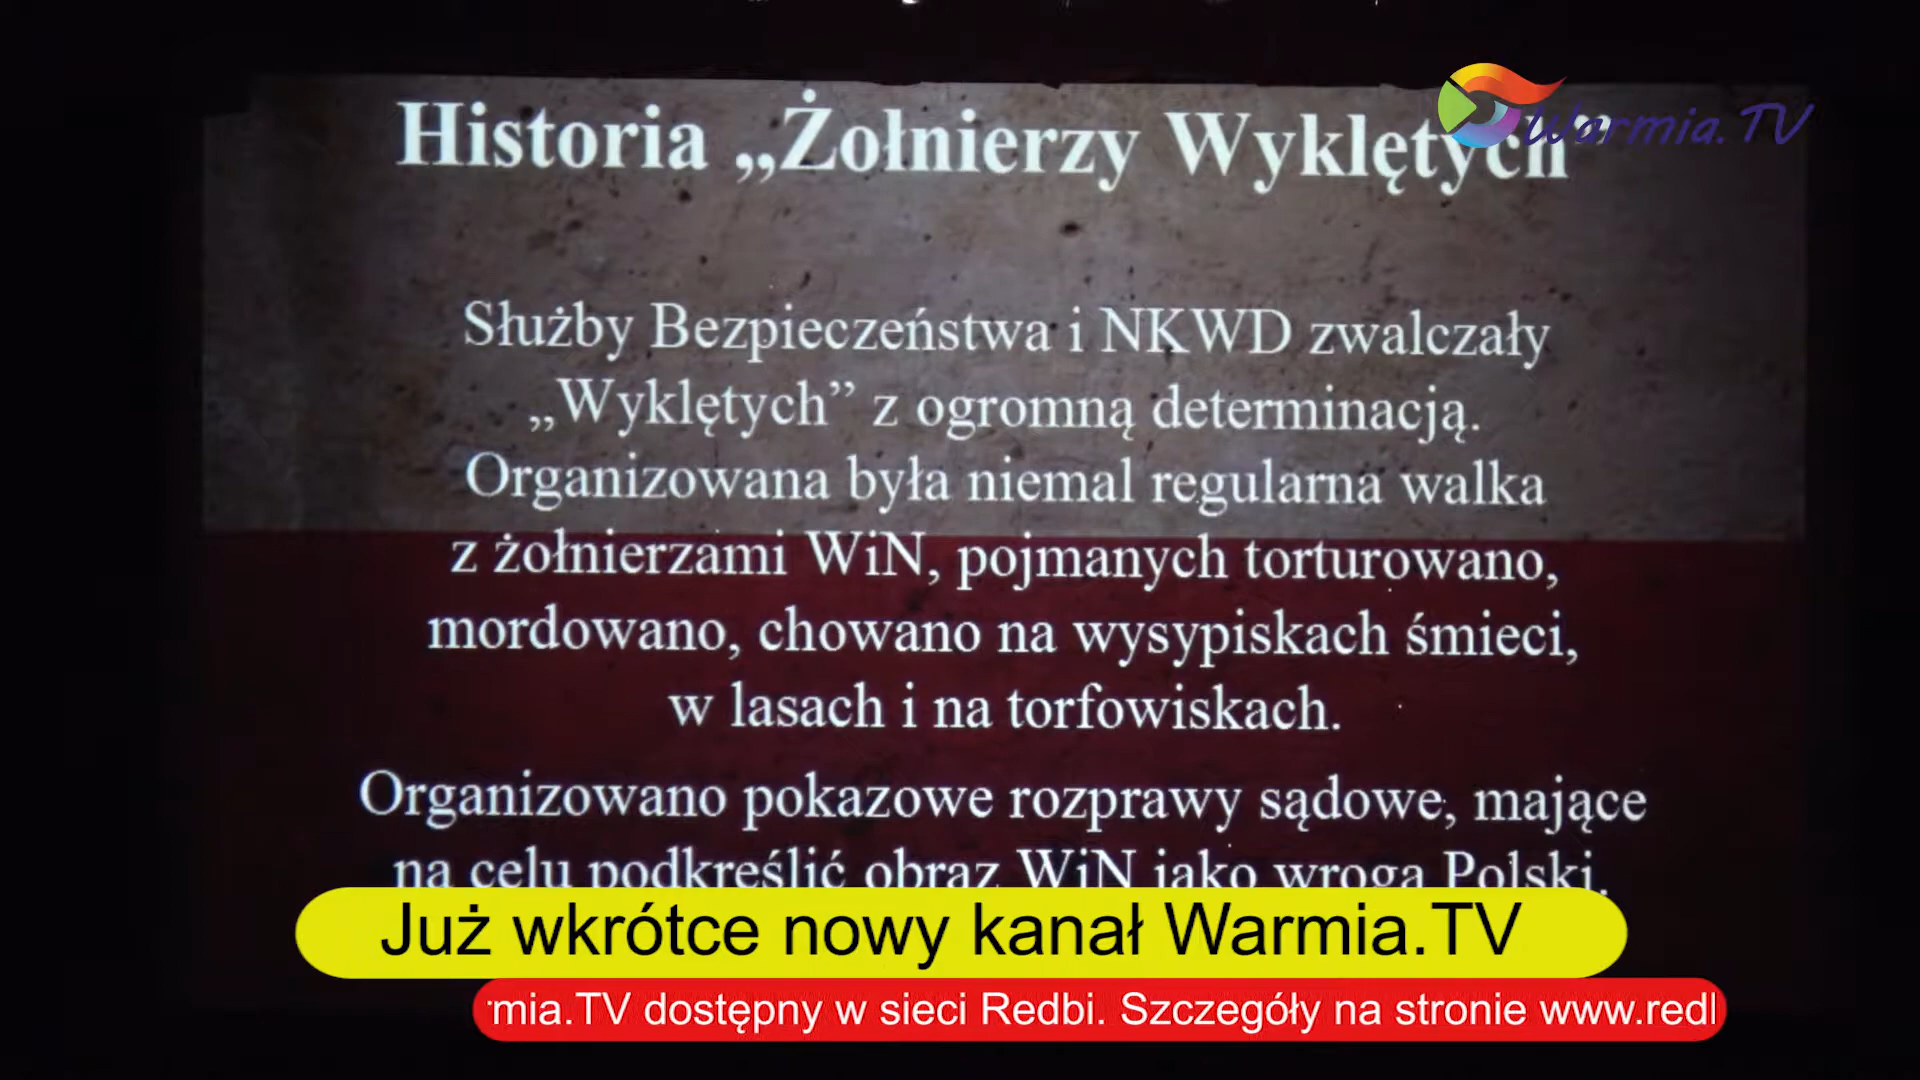 Historia „Żołnierzy Wyklętych
Warmia.TV
Służby Bezpieczeństwa i NKWD zwalczały
„Wyklętych” z ogromną determinacją.
Organizowana była niemal regularna walka
z żołnierzami WiN, pojmanych torturowano,
mordowano, chowano na wysypiskach śmieci,
w lasach i na torfowiskach.
Organizowano pokazowe rozprawy sądowe, mające
na celu podkreślić obraz WiN jako wroga Polski.
Już wkrótce nowy kanał Warmia.TV
mia.TV dostępny w sieci Redbi. Szczegóły na stronie www.red